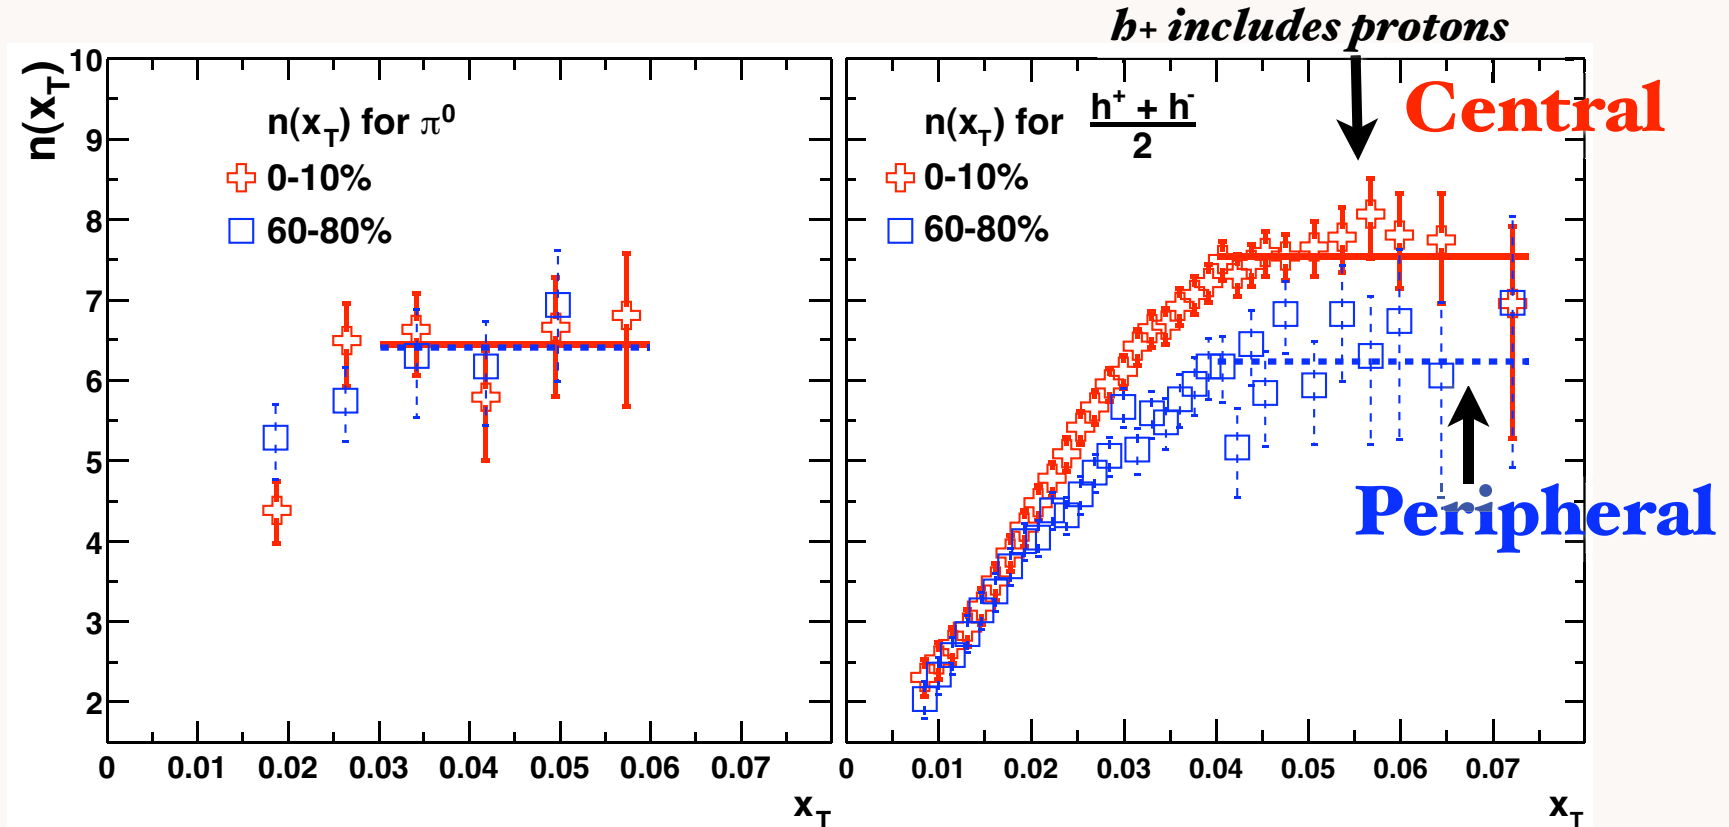 h+ includes protons
Central
n(x_T)
10
9
8
7
6
5
4
3
2
n(x_T) for π⁰
0-10%
60-80%
n(x_T) for (h⁺ + h⁻)/2
0-10%
60-80%
Peripheral
0 0.01 0.02 0.03 0.04 0.05 0.06 0.07
x_T
0 0.01 0.02 0.03 0.04 0.05 0.06 0.07
x_T